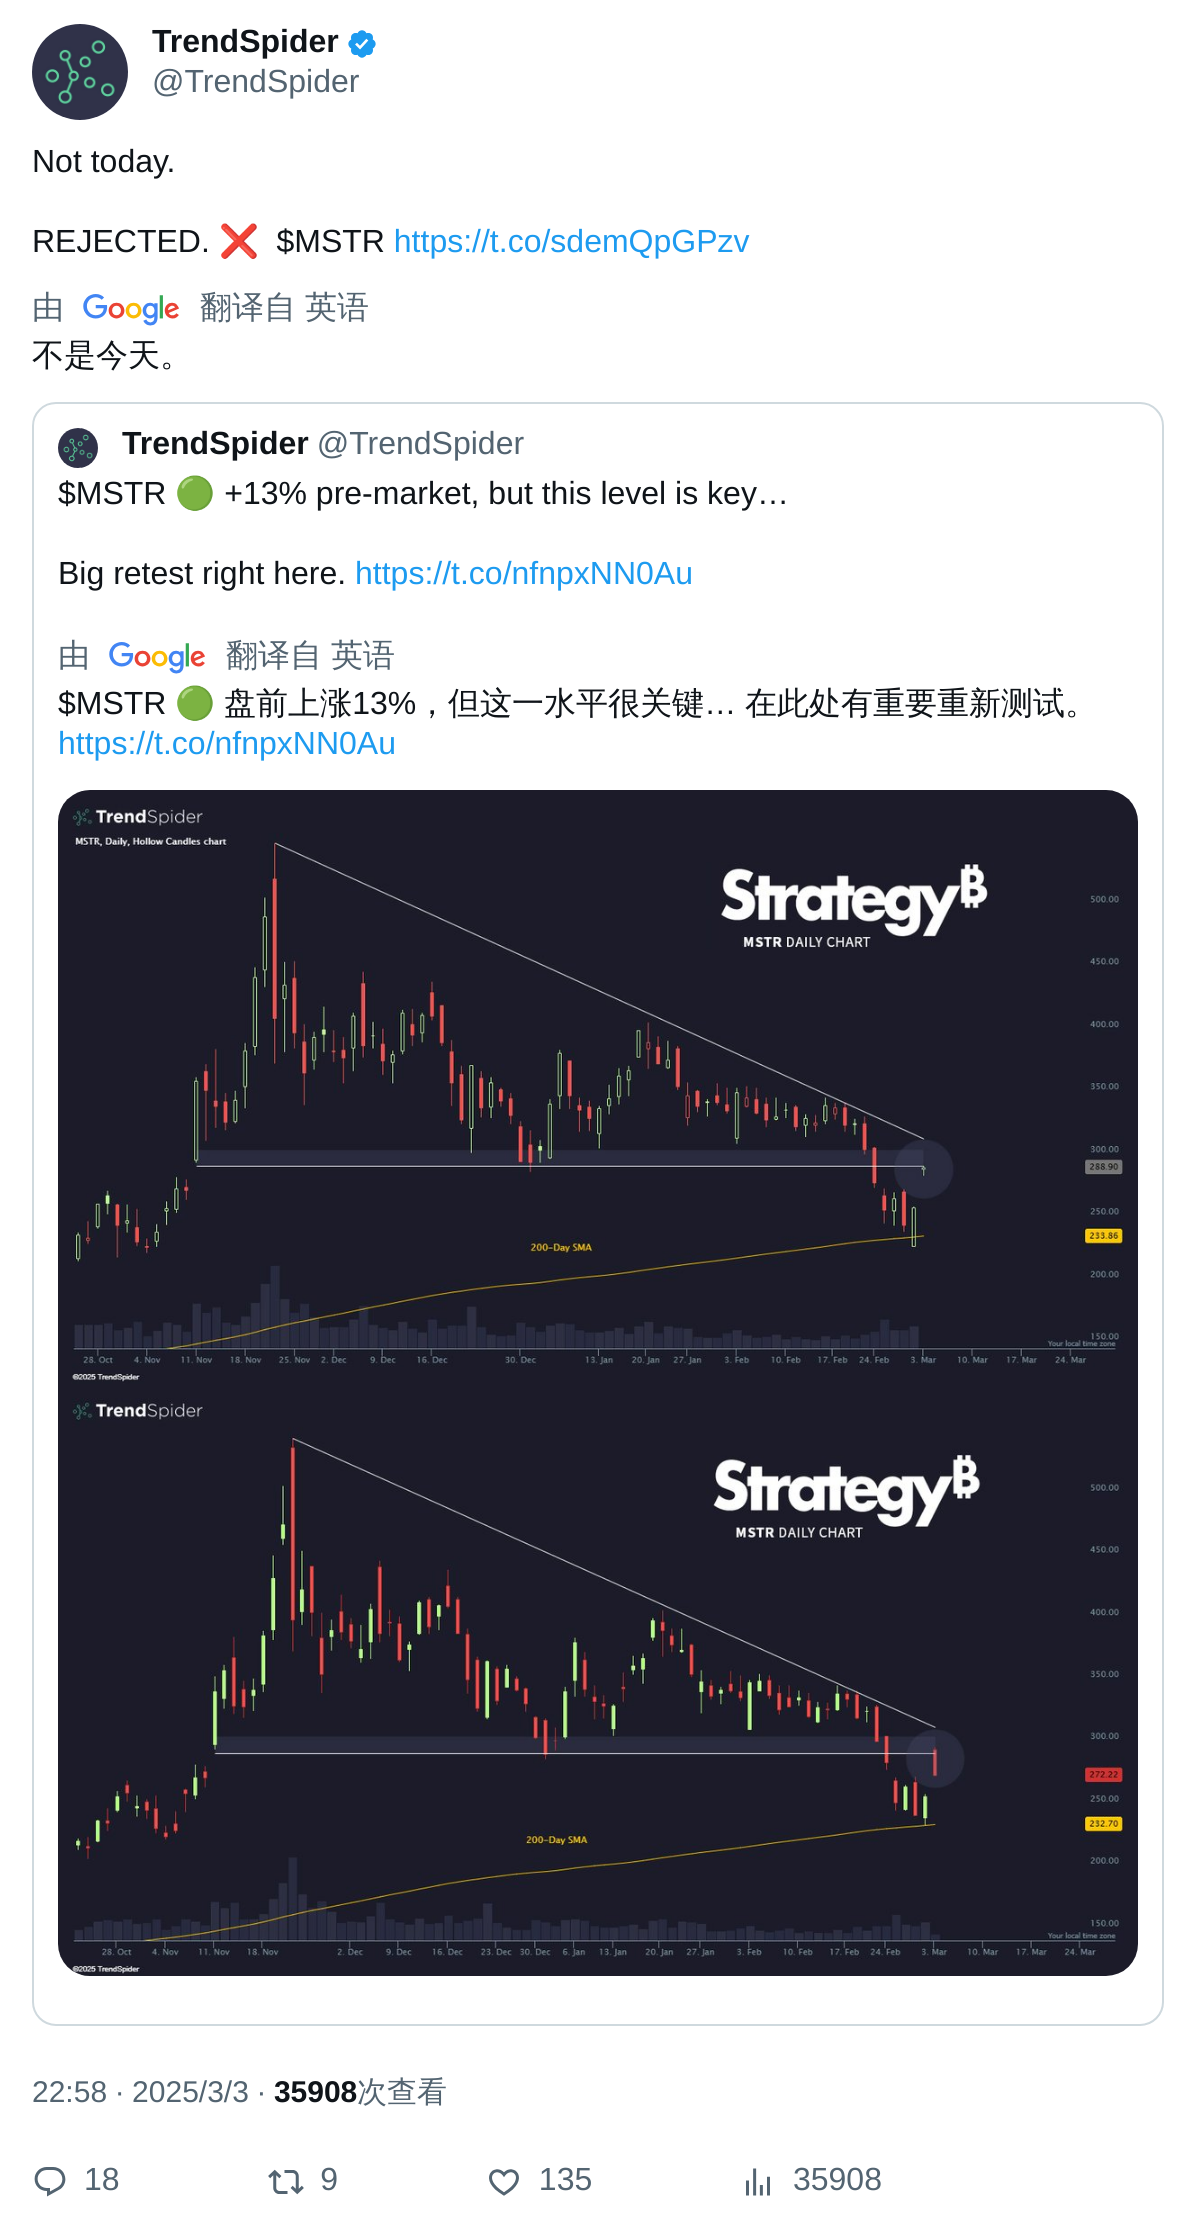 TrendSpider
@TrendSpider
Not today.
REJECTED. ❌ $MSTR https://t.co/sdemQpGPzv
由 Google 翻译自 英语
不是今天。
TrendSpider @TrendSpider
$MSTR 🟢 +13% pre-market, but this level is key…
Big retest right here. https://t.co/nfnpxNN0Au
由 Google 翻译自 英语
$MSTR 🟢 盘前上涨13%，但这一水平很关键… 在此处有重要重新测试。
https://t.co/nfnpxNN0Au
TrendSpider
MSTR, Daily, Hollow Candles chart
Strategy₿
MSTR DAILY CHART
500.00
450.00
400.00
350.00
300.00
288.90
250.00
233.86
200-Day SMA
200.00
150.00
Your local time zone
28. Oct 4. Nov 11. Nov 18. Nov 25. Nov 2. Dec 9. Dec 16. Dec 30. Dec 13. Jan 20. Jan 27. Jan 3. Feb 10. Feb 17. Feb 24. Feb 3. Mar 10. Mar 17. Mar 24. Mar
©2025 TrendSpider
TrendSpider
Strategy₿
MSTR DAILY CHART
500.00
450.00
400.00
350.00
300.00
272.22
250.00
232.70
200-Day SMA
200.00
150.00
Your local time zone
28. Oct 4. Nov 11. Nov 18. Nov 2. Dec 9. Dec 16. Dec 23. Dec 30. Dec 6. Jan 13. Jan 20. Jan 27. Jan 3. Feb 10. Feb 17. Feb 24. Feb 3. Mar 10. Mar 17. Mar 24. Mar
©2025 TrendSpider
22:58 · 2025/3/3 · 35908次查看
18 9 135 35908